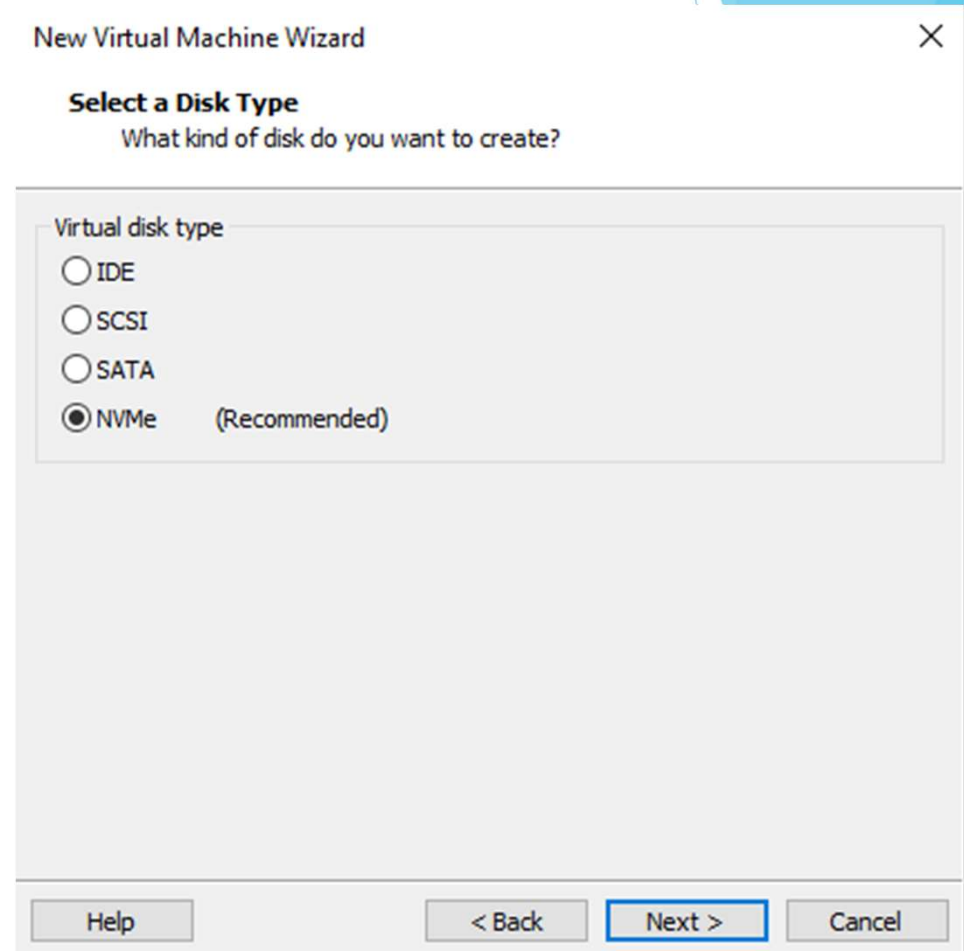 New Virtual Machine Wizard
Select a Disk Type
What kind of disk do you want to create?
Virtual disk type
IDE
SCSI
SATA
NVMe (Recommended)
Help < Back Next > Cancel